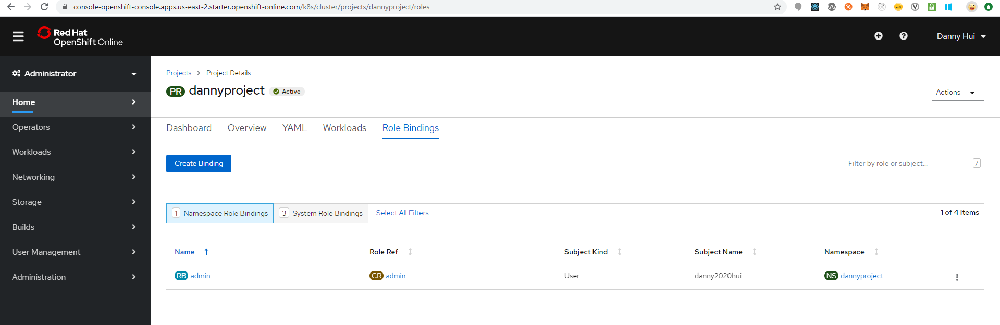 console-openshift-console.apps.us-east-2.starter.openshift-online.com/k8s/cluster/projects/dannyproject/roles
Red Hat
OpenShift Online
Danny Hui
Administrator
Home
Operators
Workloads
Networking
Storage
Builds
User Management
Administration
Projects > Project Details
PR dannyproject Active
Actions
Dashboard Overview YAML Workloads Role Bindings
Create Binding
Filter by role or subject... /
1 Namespace Role Bindings 3 System Role Bindings Select All Filters 1 of 4 Items
Name Role Ref Subject Kind Subject Name Namespace
RB admin CR admin User danny2020hui NS dannyproject